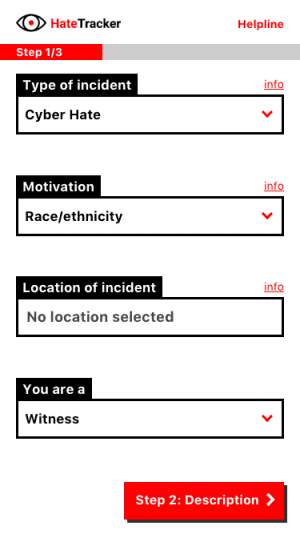 HateTracker
Helpline
Step 1/3
Type of incident
info
Cyber Hate
Motivation
info
Race/ethnicity
Location of incident
info
No location selected
You are a
Witness
Step 2: Description